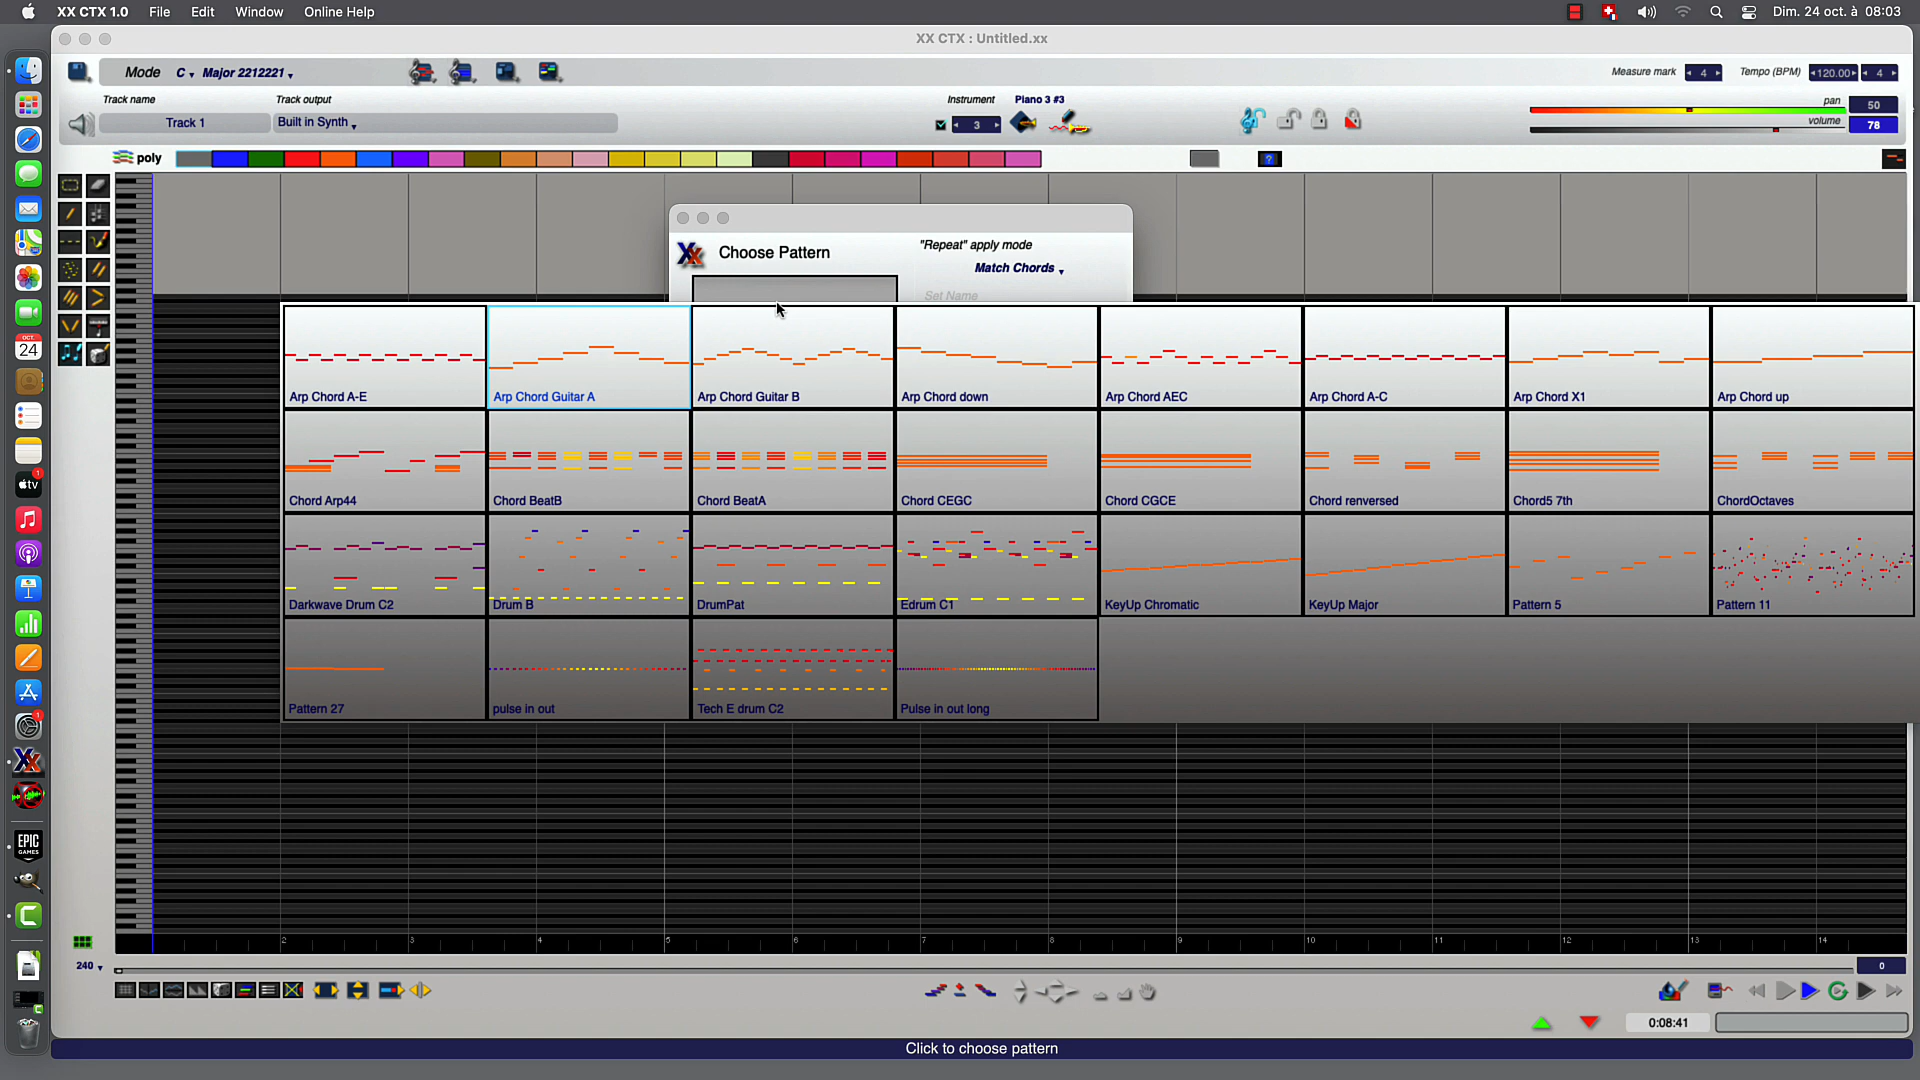 XX CTX 1.0 File Edit Window Online Help Dim. 24 oct. à 08:03
XX CTX : Untitled.xx
Mode C Major 2212221 Measure mark 4 Tempo (BPM) 120.00 4
Track name Track output Instrument Piano 3 #3 pan 50
Track 1 Built in Synth 3 volume 78
poly ?
Choose Pattern "Repeat" apply mode
Match Chords
Set Name
Arp Chord A-E Arp Chord Guitar A Arp Chord Guitar B Arp Chord down Arp Chord AEC Arp Chord A-C Arp Chord X1 Arp Chord up
Chord Arp44 Chord BeatB Chord BeatA Chord CEGC Chord CGCE Chord renversed Chord5 7th ChordOctaves
Darkwave Drum C2 Drum B DrumPat Edrum C1 KeyUp Chromatic KeyUp Major Pattern 5 Pattern 11
Pattern 27 pulse in out Tech E drum C2 Pulse in out long
OCT.
24
1
tv
1
EPIC
GAMES
2 3 4 5 6 7 8 9 10 11 12 13 14
240 0
0:08:41
Click to choose pattern